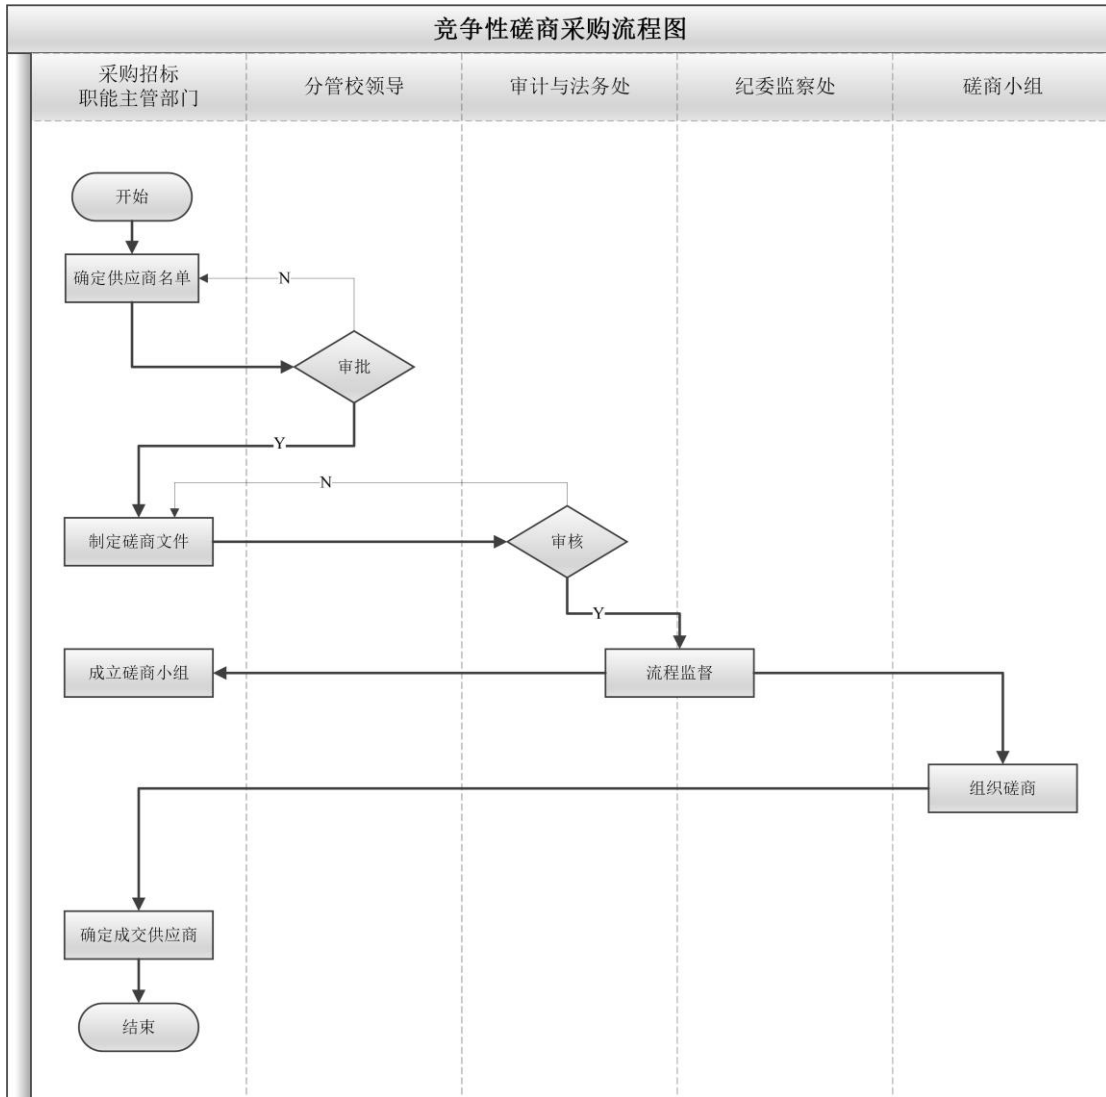 竞争性磋商采购流程图
采购招标
职能主管部门
分管校领导
审计与法务处
纪委监察处
磋商小组
开始
确定供应商名单
N
审批
Y
N
制定磋商文件
审核
Y
成立磋商小组
流程监督
组织磋商
确定成交供应商
结束